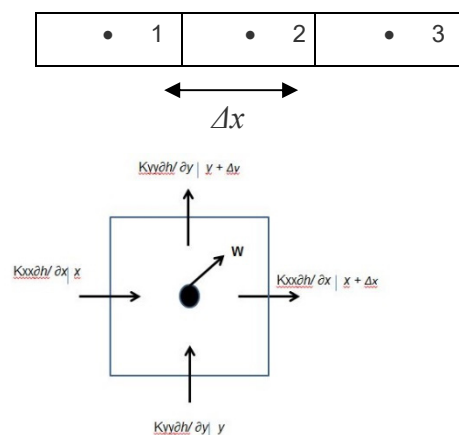 • 1 • 2 • 3
Δx
Kyy∂h/ ∂y| y + Δy
W
Kxx∂h/ ∂x| x
Kxx∂h/ ∂x | x + Δx
Kyy∂h/ ∂y| y